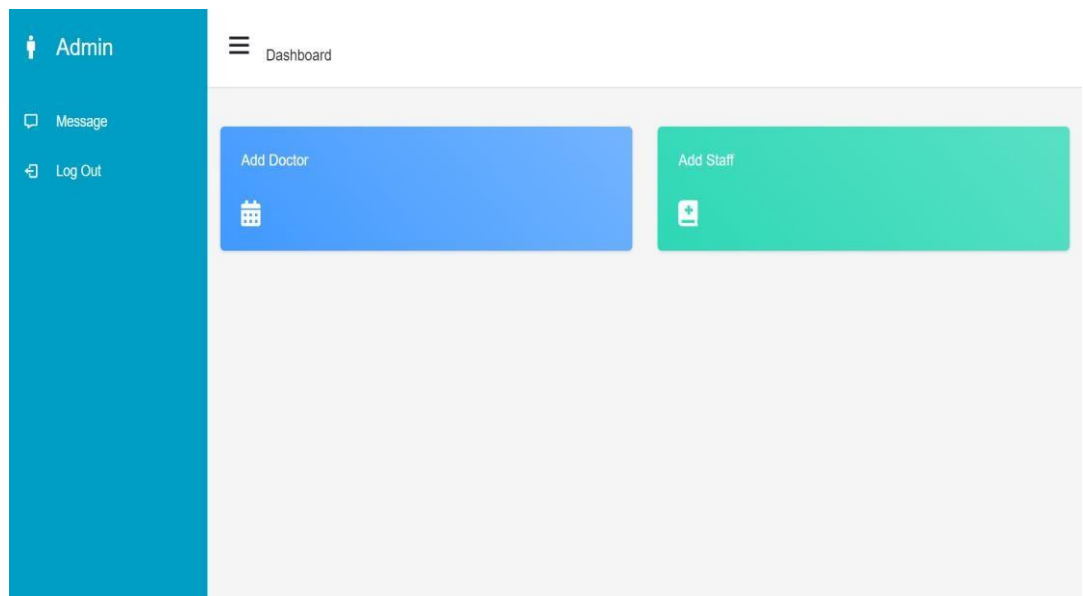 Admin
Dashboard
Message
Log Out
Add Doctor
Add Staff